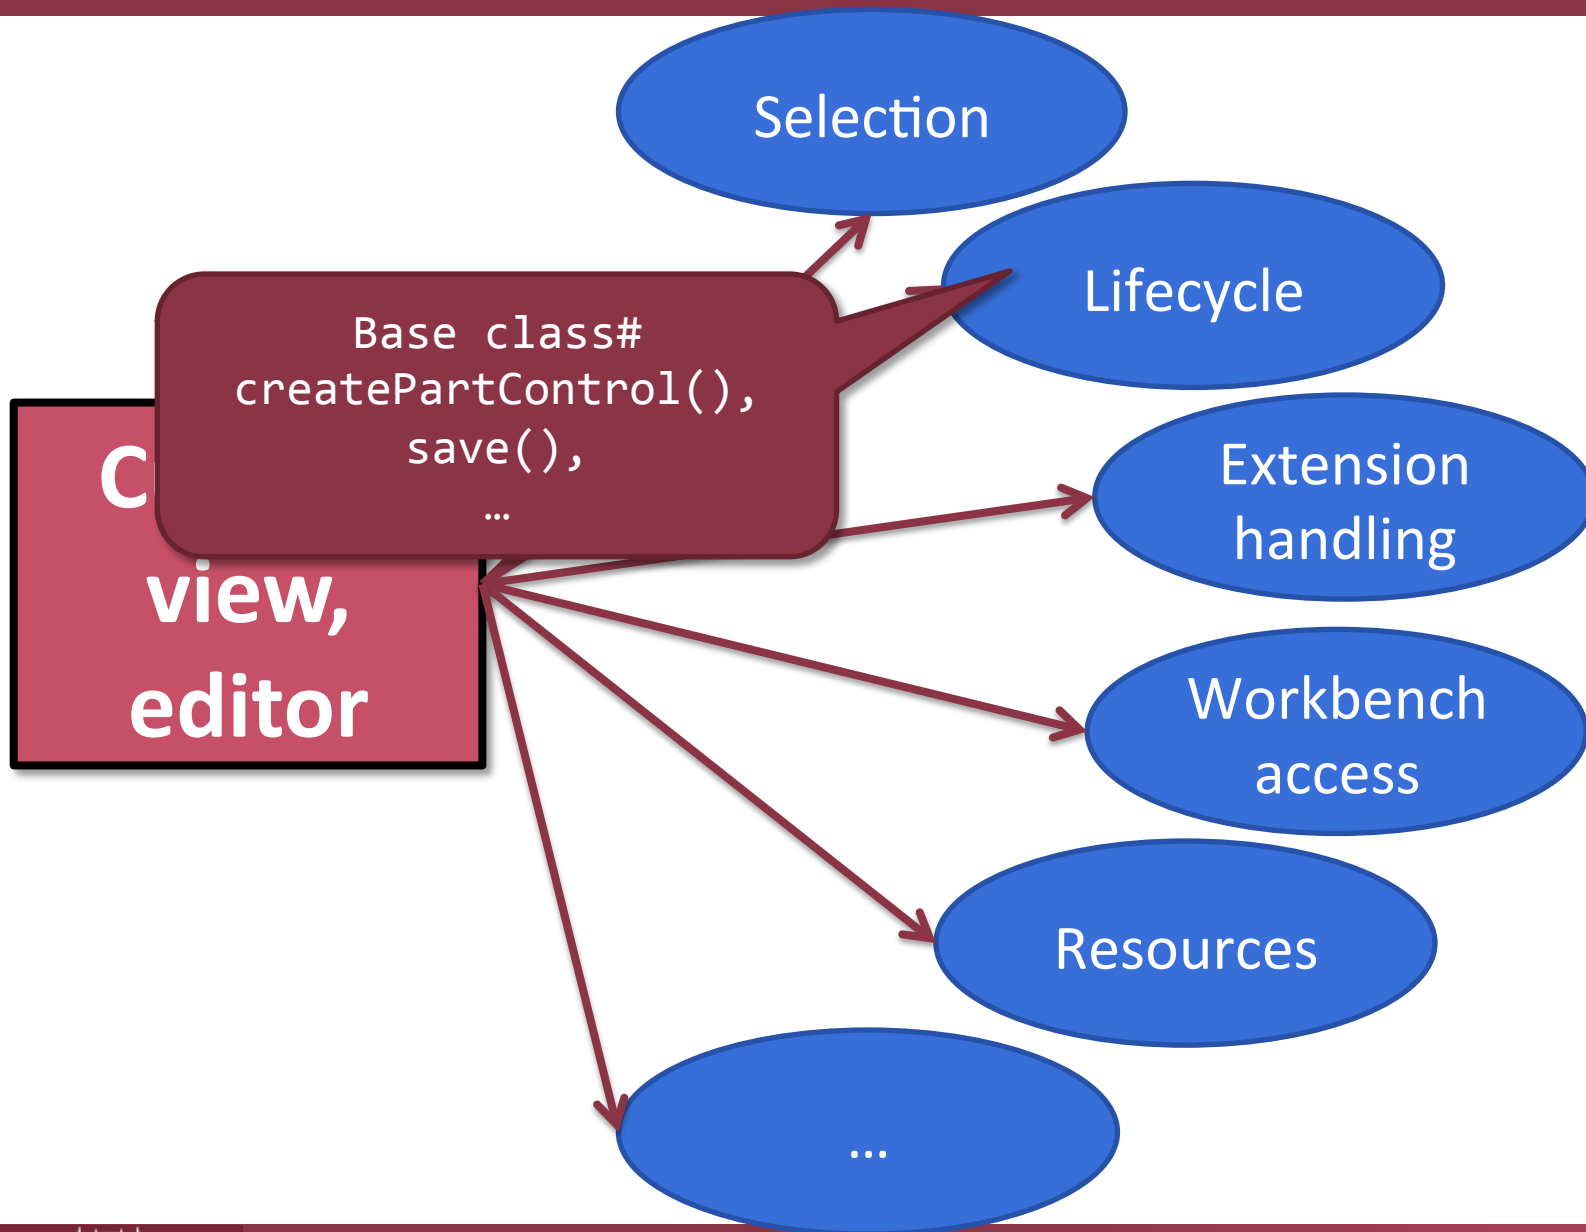 Selection
Lifecycle
Base class#
createPartControl(),
save(),
…
view,
editor
Extension
handling
Workbench
access
Resources
…